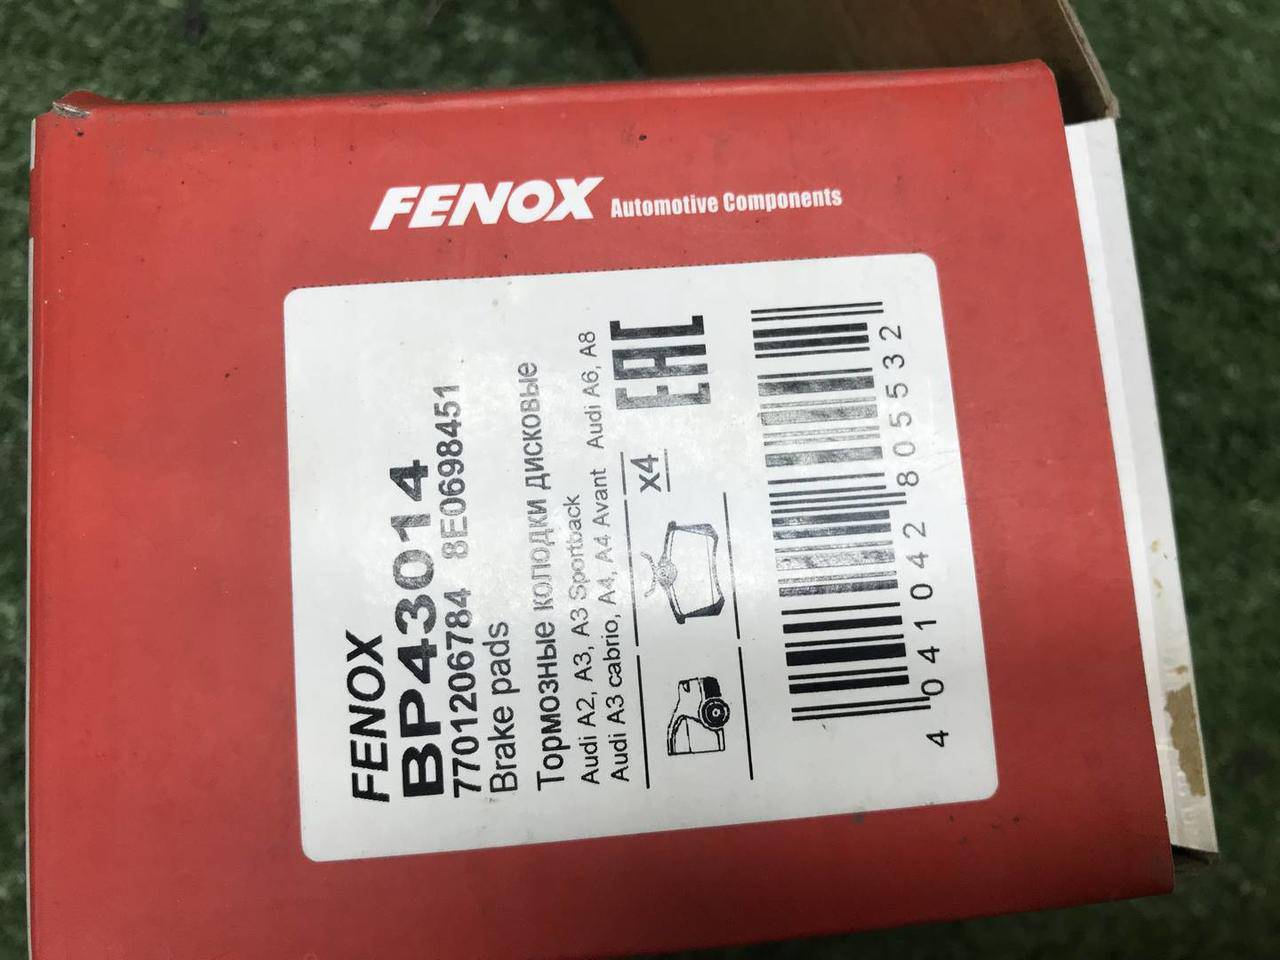 FENOX Automotive Components
FENOX
BP43014
7701206784 8E0698451
Brake pads
Тормозные колодки дисковые
Audi A2, A3, A3 Sportback
Audi A3 cabrio, A4, A4 Avant Audi A6, A8
x4
EAC
4 041042 805532